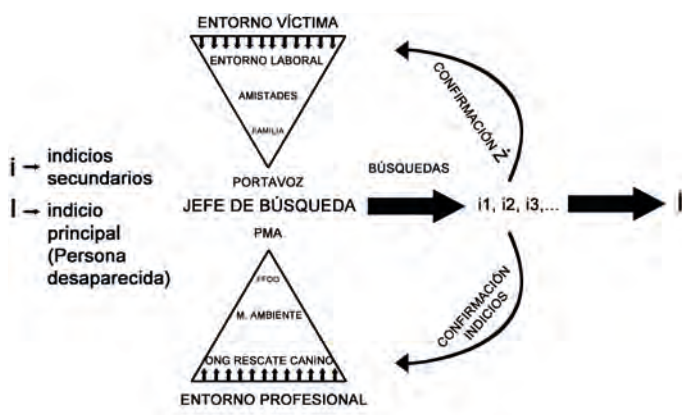 ENTORNO VÍCTIMA
ENTORNO LABORAL
AMISTADES
FAMILIA
i → indicios
secundarios
I → indicio
principal
(Persona
desaparecida)
PORTAVOZ
JEFE DE BÚSQUEDA
PMA
BÚSQUEDAS
i1, i2, i3,...
I
CONFIRMACIÓN Ź
CONFIRMACIÓN
INDICIOS
FFOO
M. AMBIENTE
ONG RESCATE CANINO
ENTORNO PROFESIONAL